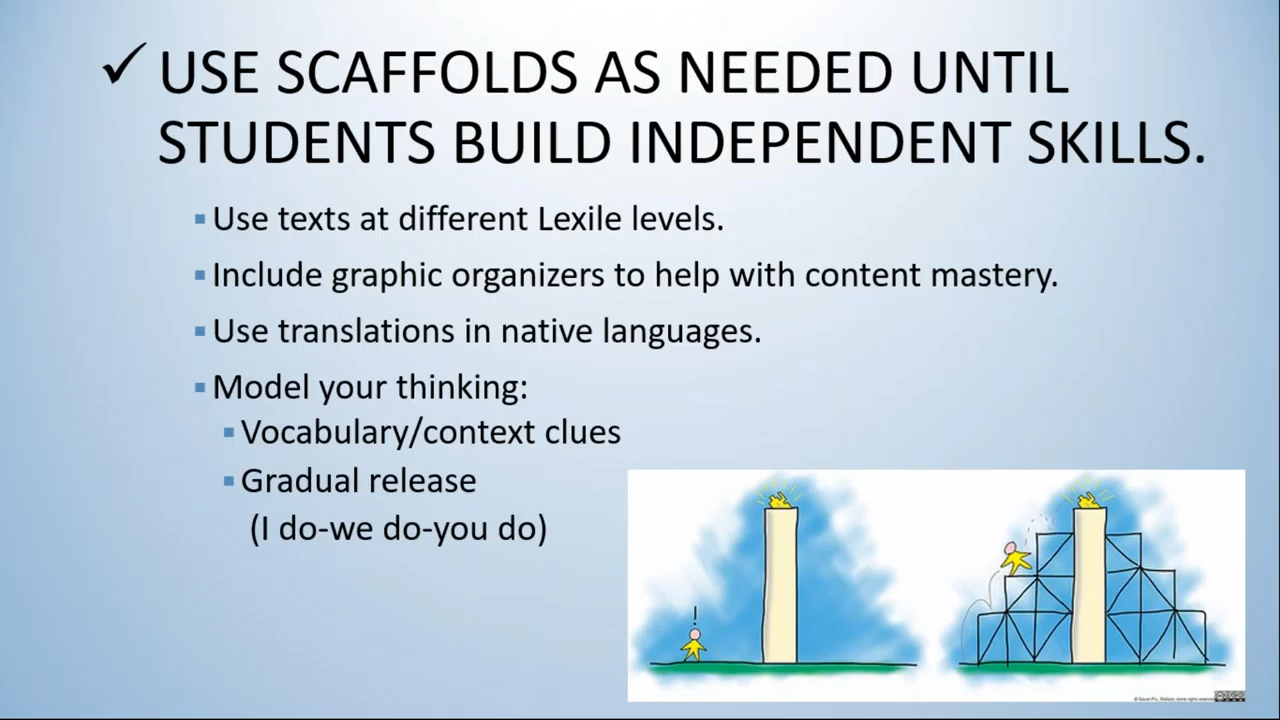 ✓ USE SCAFFOLDS AS NEEDED UNTIL
STUDENTS BUILD INDEPENDENT SKILLS.
▪ Use texts at different Lexile levels.
▪ Include graphic organizers to help with content mastery.
▪ Use translations in native languages.
▪ Model your thinking:
▪ Vocabulary/context clues
▪ Gradual release
(I do-we do-you do)
!